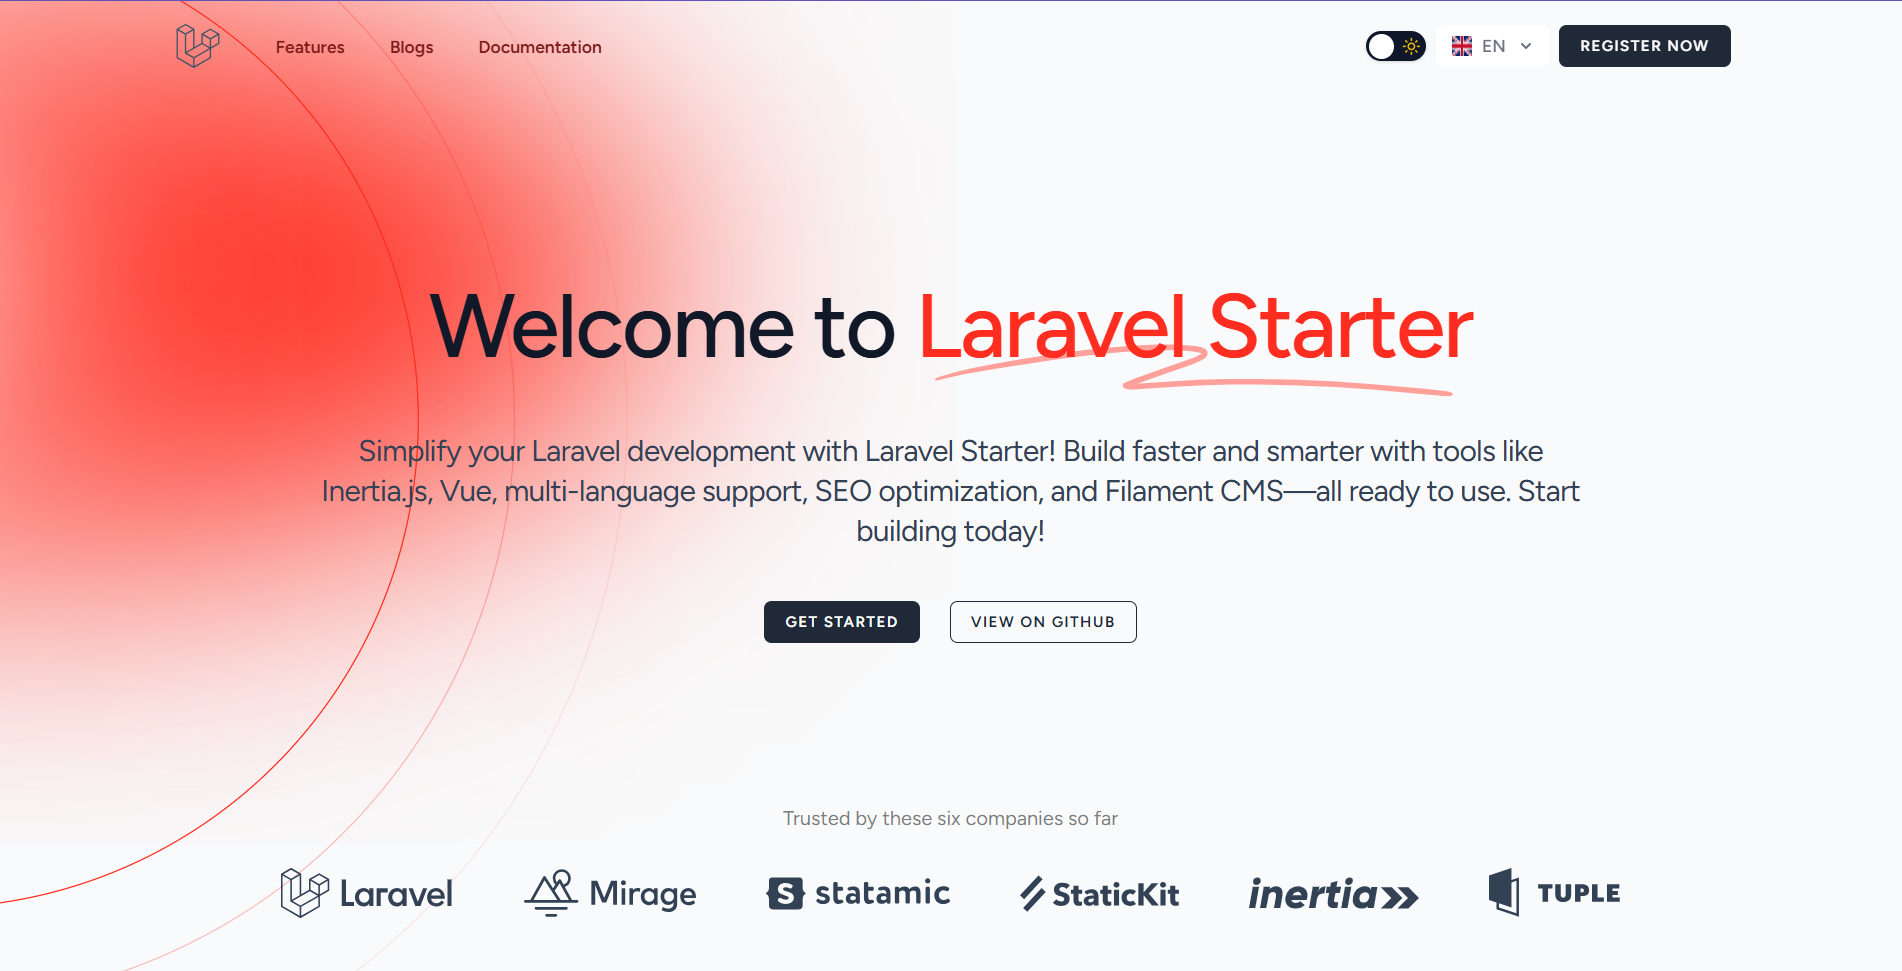 Features Blogs Documentation EN REGISTER NOW
Welcome to Laravel Starter
Simplify your Laravel development with Laravel Starter! Build faster and smarter with tools like
Inertia.js, Vue, multi-language support, SEO optimization, and Filament CMS—all ready to use. Start
building today!
GET STARTED VIEW ON GITHUB
Trusted by these six companies so far
Laravel Mirage S statamic StaticKit inertia TUPLE